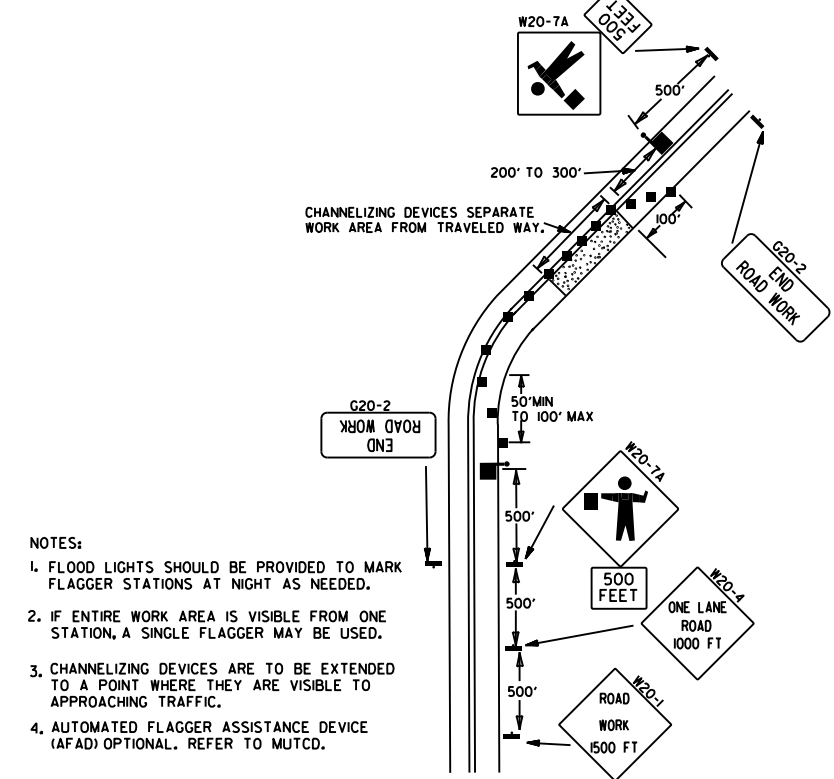 W20-7A
500
FEET
500'
200' TO 300'
CHANNELIZING DEVICES SEPARATE
WORK AREA FROM TRAVELED WAY.
100'
G20-2
END
ROAD WORK
G20-2
END
ROAD WORK
50'MIN
TO 100' MAX
W20-7A
500'
500
FEET
500'
W20-4
ONE LANE
ROAD
1000 FT
500'
W20-1
ROAD
WORK
1500 FT
NOTES:
1. FLOOD LIGHTS SHOULD BE PROVIDED TO MARK
FLAGGER STATIONS AT NIGHT AS NEEDED.
2. IF ENTIRE WORK AREA IS VISIBLE FROM ONE
STATION, A SINGLE FLAGGER MAY BE USED.
3. CHANNELIZING DEVICES ARE TO BE EXTENDED
TO A POINT WHERE THEY ARE VISIBLE TO
APPROACHING TRAFFIC.
4. AUTOMATED FLAGGER ASSISTANCE DEVICE
(AFAD) OPTIONAL. REFER TO MUTCD.